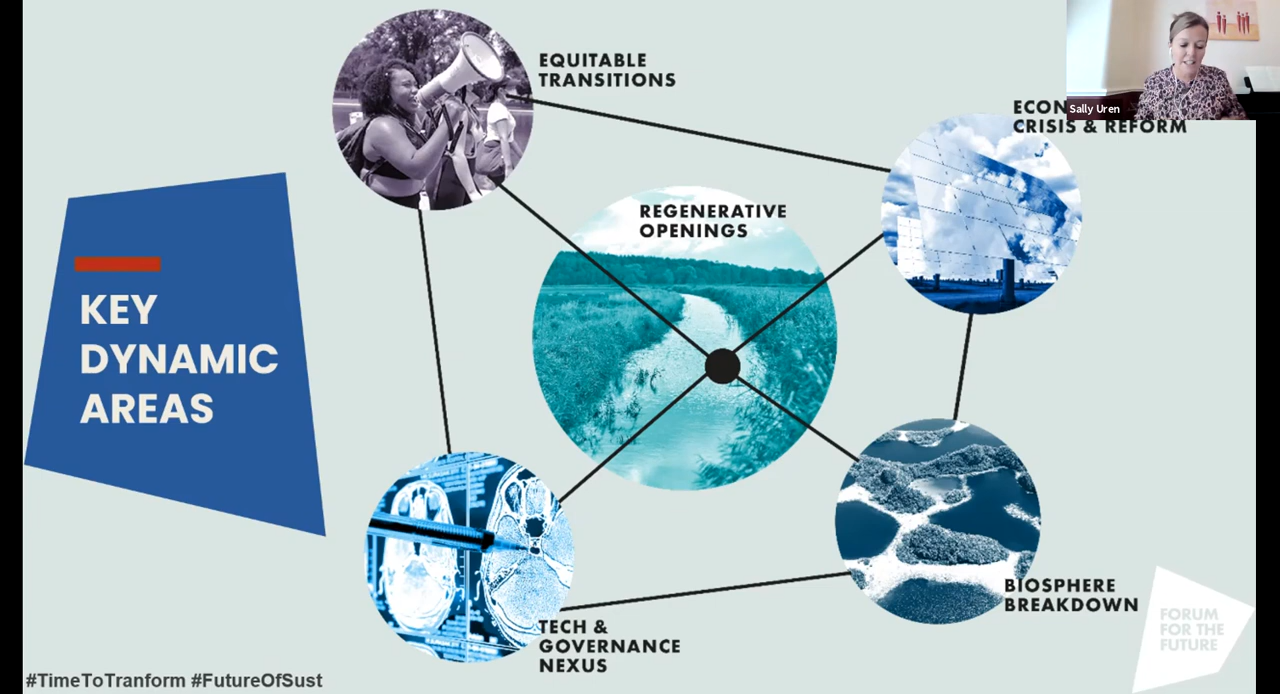 EQUITABLE
TRANSITIONS
Sally Uren
CRISIS & REFORM
REGENERATIVE
OPENINGS
KEY
DYNAMIC
AREAS
BIOSPHERE
BREAKDOWN
TECH &
GOVERNANCE
NEXUS
FORUM
FOR THE
FUTURE
#TimeToTranform #FutureOfSust